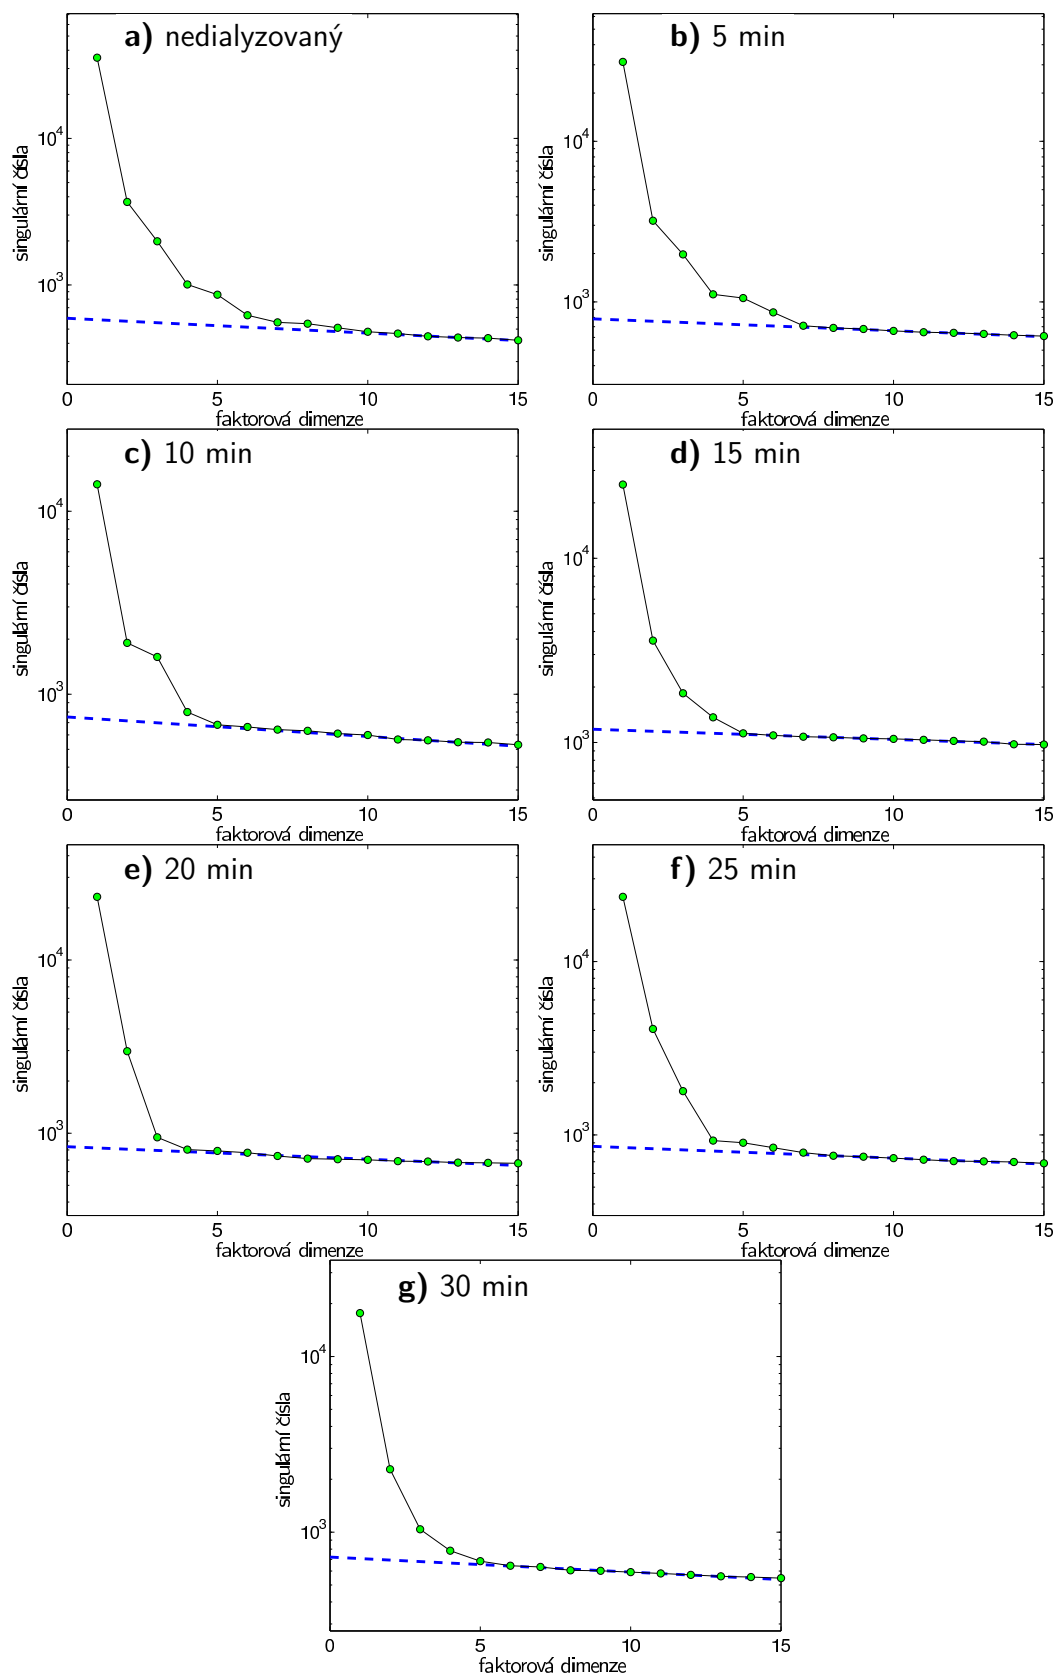 a) nedialyzovaný
singulární čísla
10^4
10^3
0 5 10 15
faktorová dimenze
b) 5 min
singulární čísla
10^4
10^3
0 5 10 15
faktorová dimenze
c) 10 min
singulární čísla
10^4
10^3
0 5 10 15
faktorová dimenze
d) 15 min
singulární čísla
10^4
10^3
0 5 10 15
faktorová dimenze
e) 20 min
singulární čísla
10^4
10^3
0 5 10 15
faktorová dimenze
f) 25 min
singulární čísla
10^4
10^3
0 5 10 15
faktorová dimenze
g) 30 min
singulární čísla
10^4
10^3
0 5 10 15
faktorová dimenze